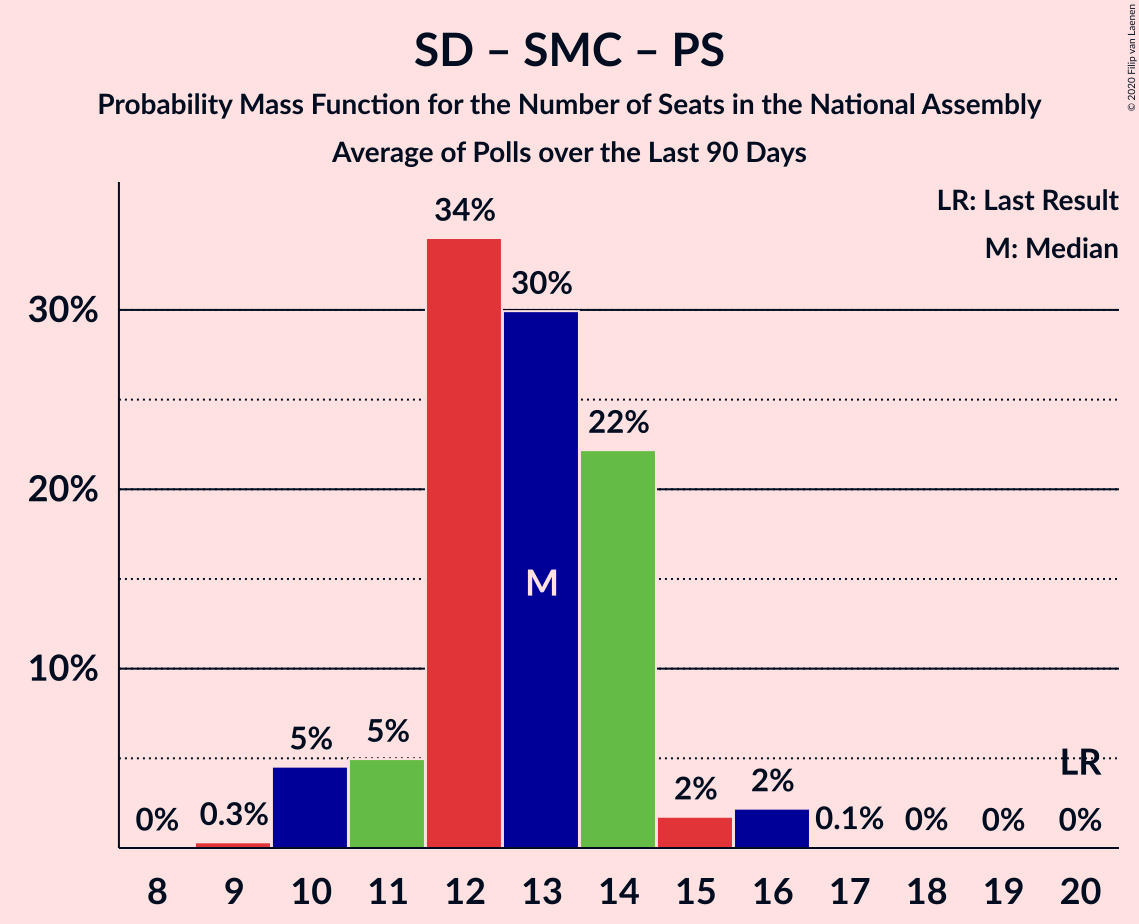 SD – SMC – PS
Probability Mass Function for the Number of Seats in the National Assembly
Average of Polls over the Last 90 Days
© 2020 Filip van Laenen
LR: Last Result
M: Median
34%
30%
30%
22%
20%
M
10%
5%
5%
LR
2%
2%
0%
0.3%
0.1%
0%
0%
0%
8 9 10 11 12 13 14 15 16 17 18 19 20